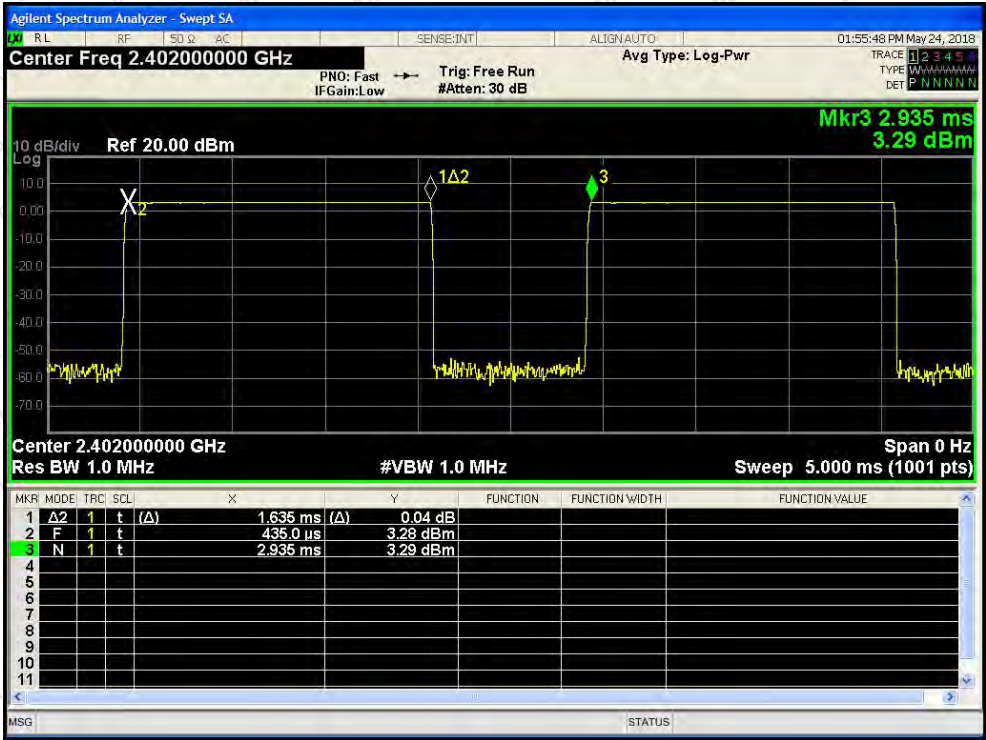 Agilent Spectrum Analyzer - Swept SA
LXI RL RF 50 Ω AC SENSE:INT ALIGNAUTO 01:55:48 PM May 24, 2018
Center Freq 2.402000000 GHz Avg Type: Log-Pwr TRACE 1 2 3 4 5 6
PNO: Fast Trig: Free Run TYPE WWWWWW
IFGain:Low #Atten: 30 dB DET P N N N N N
Mkr3 2.935 ms
10 dB/div Ref 20.00 dBm 3.29 dBm
Log
1Δ2 3
10.0
X2
0.00
-10.0
-20.0
-30.0
-40.0
-50.0
-60.0
-70.0
Center 2.402000000 GHz Span 0 Hz
Res BW 1.0 MHz #VBW 1.0 MHz Sweep 5.000 ms (1001 pts)
MKR MODE TRC SCL X Y FUNCTION FUNCTION WIDTH FUNCTION VALUE
1 Δ2 1 t (Δ) 1.635 ms (Δ) 0.04 dB
2 F 1 t 435.0 µs 3.28 dBm
3 N 1 t 2.935 ms 3.29 dBm
4
5
6
7
8
9
10
11
MSG STATUS